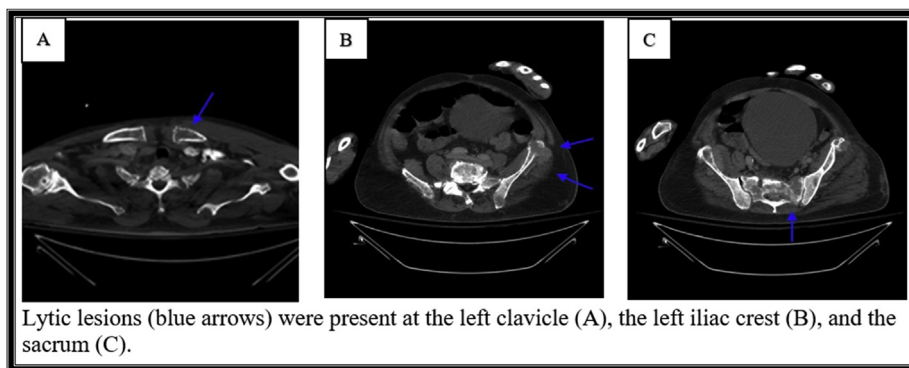 A
B
C
Lytic lesions (blue arrows) were present at the left clavicle (A), the left iliac crest (B), and the
sacrum (C).